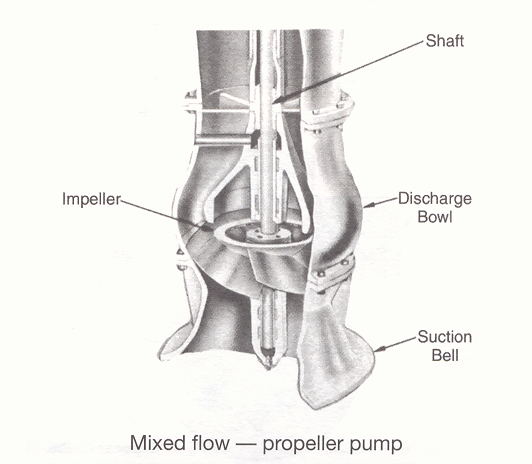 Shaft
Impeller
Discharge
Bowl
Suction
Bell
Mixed flow — propeller pump